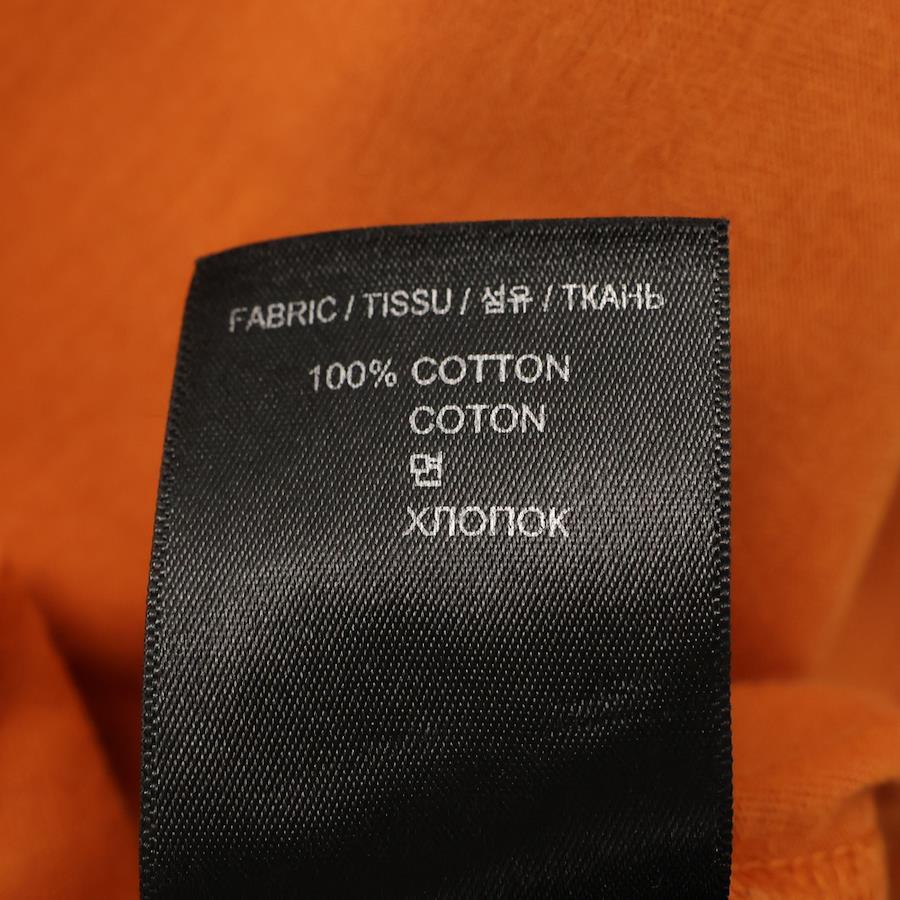 FABRIC / TISSU / 섬유 / ТКАНЬ
100% COTTON
COTON
면
ХЛОПОК